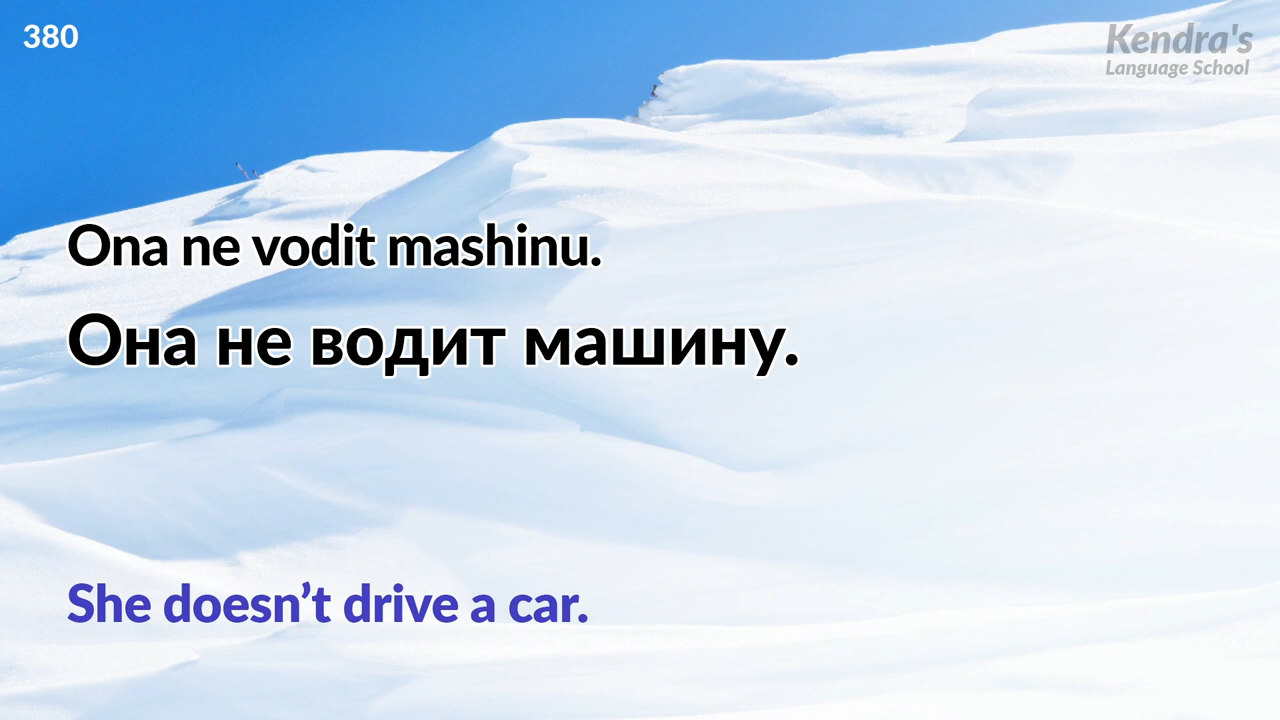 380
Kendra's
Language School
Ona ne vodit mashinu.
Она не водит машину.
She doesn’t drive a car.